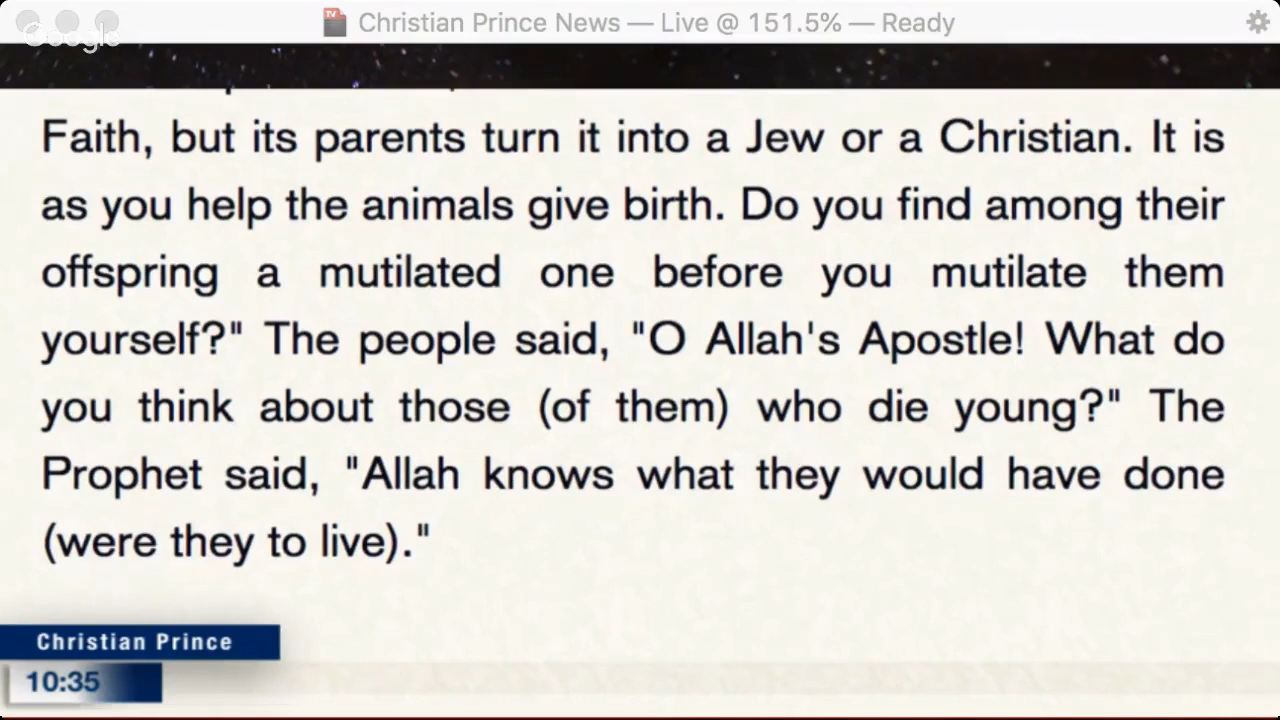 Christian Prince News — Live @ 151.5% — Ready
Google
Faith, but its parents turn it into a Jew or a Christian. It is
as you help the animals give birth. Do you find among their
offspring a mutilated one before you mutilate them
yourself?" The people said, "O Allah's Apostle! What do
you think about those (of them) who die young?" The
Prophet said, "Allah knows what they would have done
(were they to live)."
Christian Prince
10:35